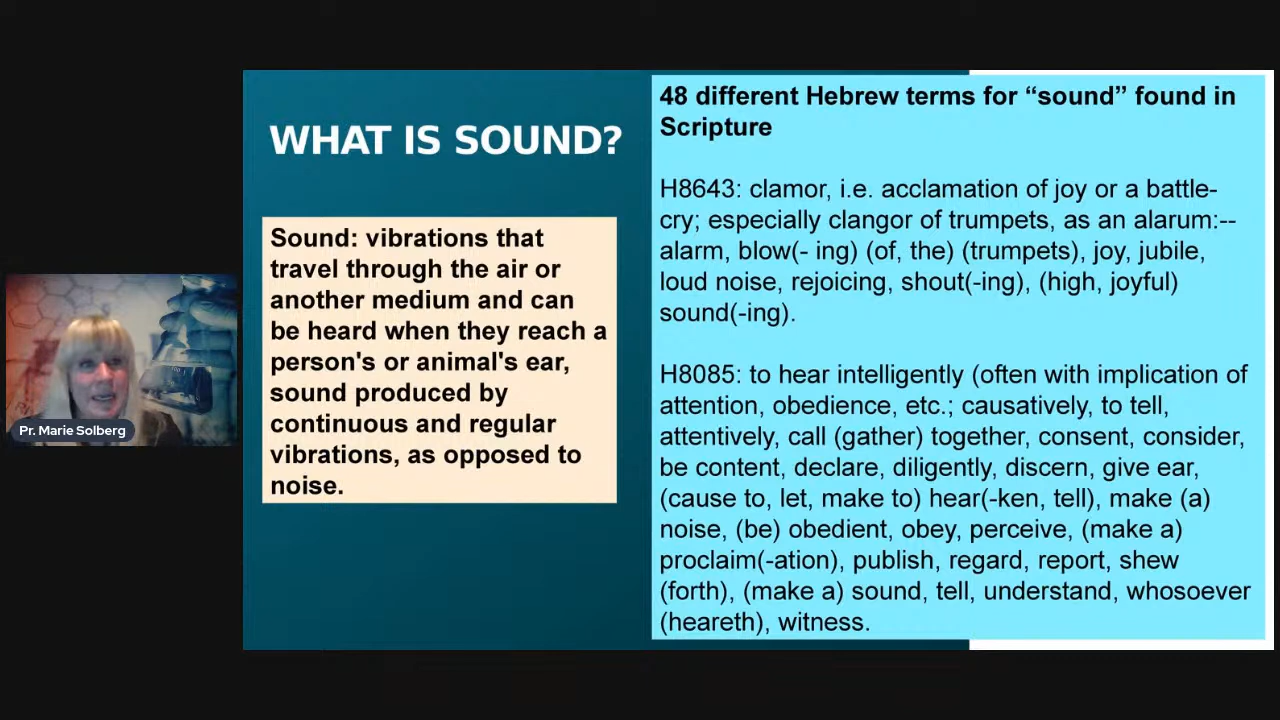 WHAT IS SOUND?
Sound: vibrations that
travel through the air or
another medium and can
be heard when they reach a
person's or animal's ear,
sound produced by
continuous and regular
vibrations, as opposed to
noise.
48 different Hebrew terms for “sound” found in
Scripture
H8643: clamor, i.e. acclamation of joy or a battle-
cry; especially clangor of trumpets, as an alarum:--
alarm, blow(- ing) (of, the) (trumpets), joy, jubile,
loud noise, rejoicing, shout(-ing), (high, joyful)
sound(-ing).
H8085: to hear intelligently (often with implication of
attention, obedience, etc.; causatively, to tell,
attentively, call (gather) together, consent, consider,
be content, declare, diligently, discern, give ear,
(cause to, let, make to) hear(-ken, tell), make (a)
noise, (be) obedient, obey, perceive, (make a)
proclaim(-ation), publish, regard, report, shew
(forth), (make a) sound, tell, understand, whosoever
(heareth), witness.
Pr. Marie Solberg